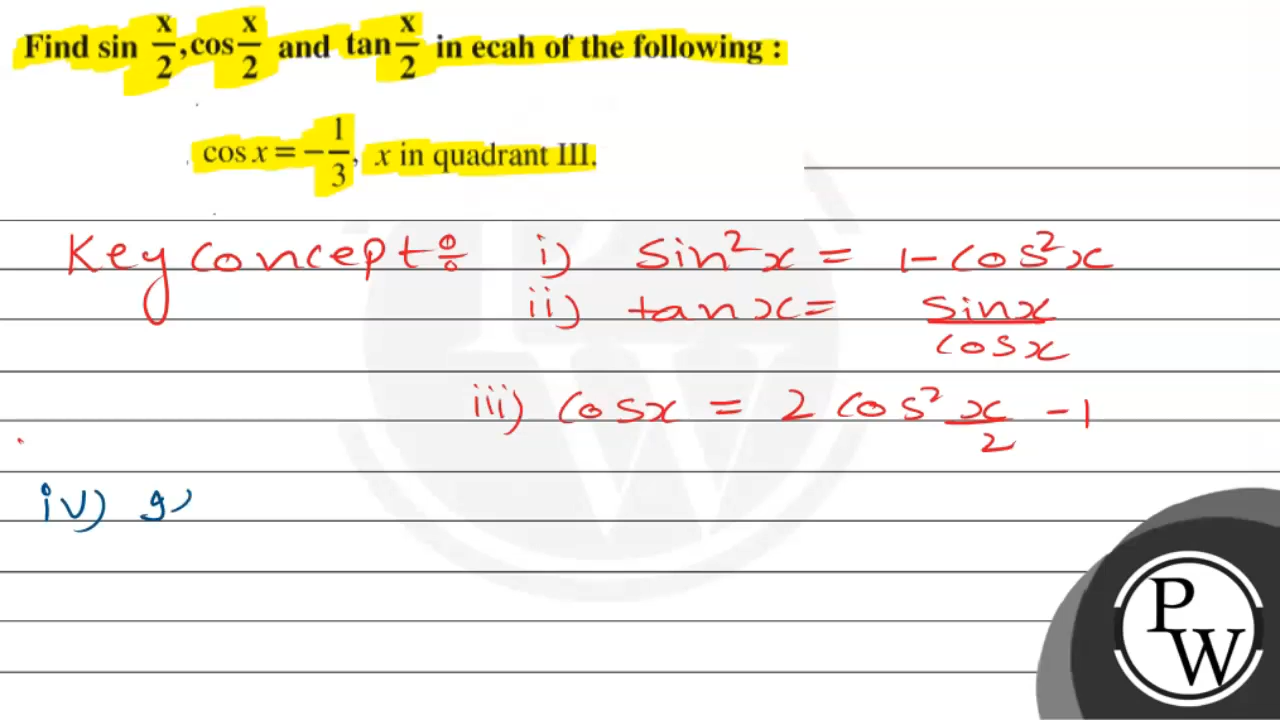 Find sin x/2, cos x/2 and tan x/2 in ecah of the following :
cos x = − 1/3, x in quadrant III.
Key concept : i) sin²x = 1 - cos²x
ii) tan x = sin x / cos x
iii) cos x = 2 cos² x/2 - 1
iv)
PW